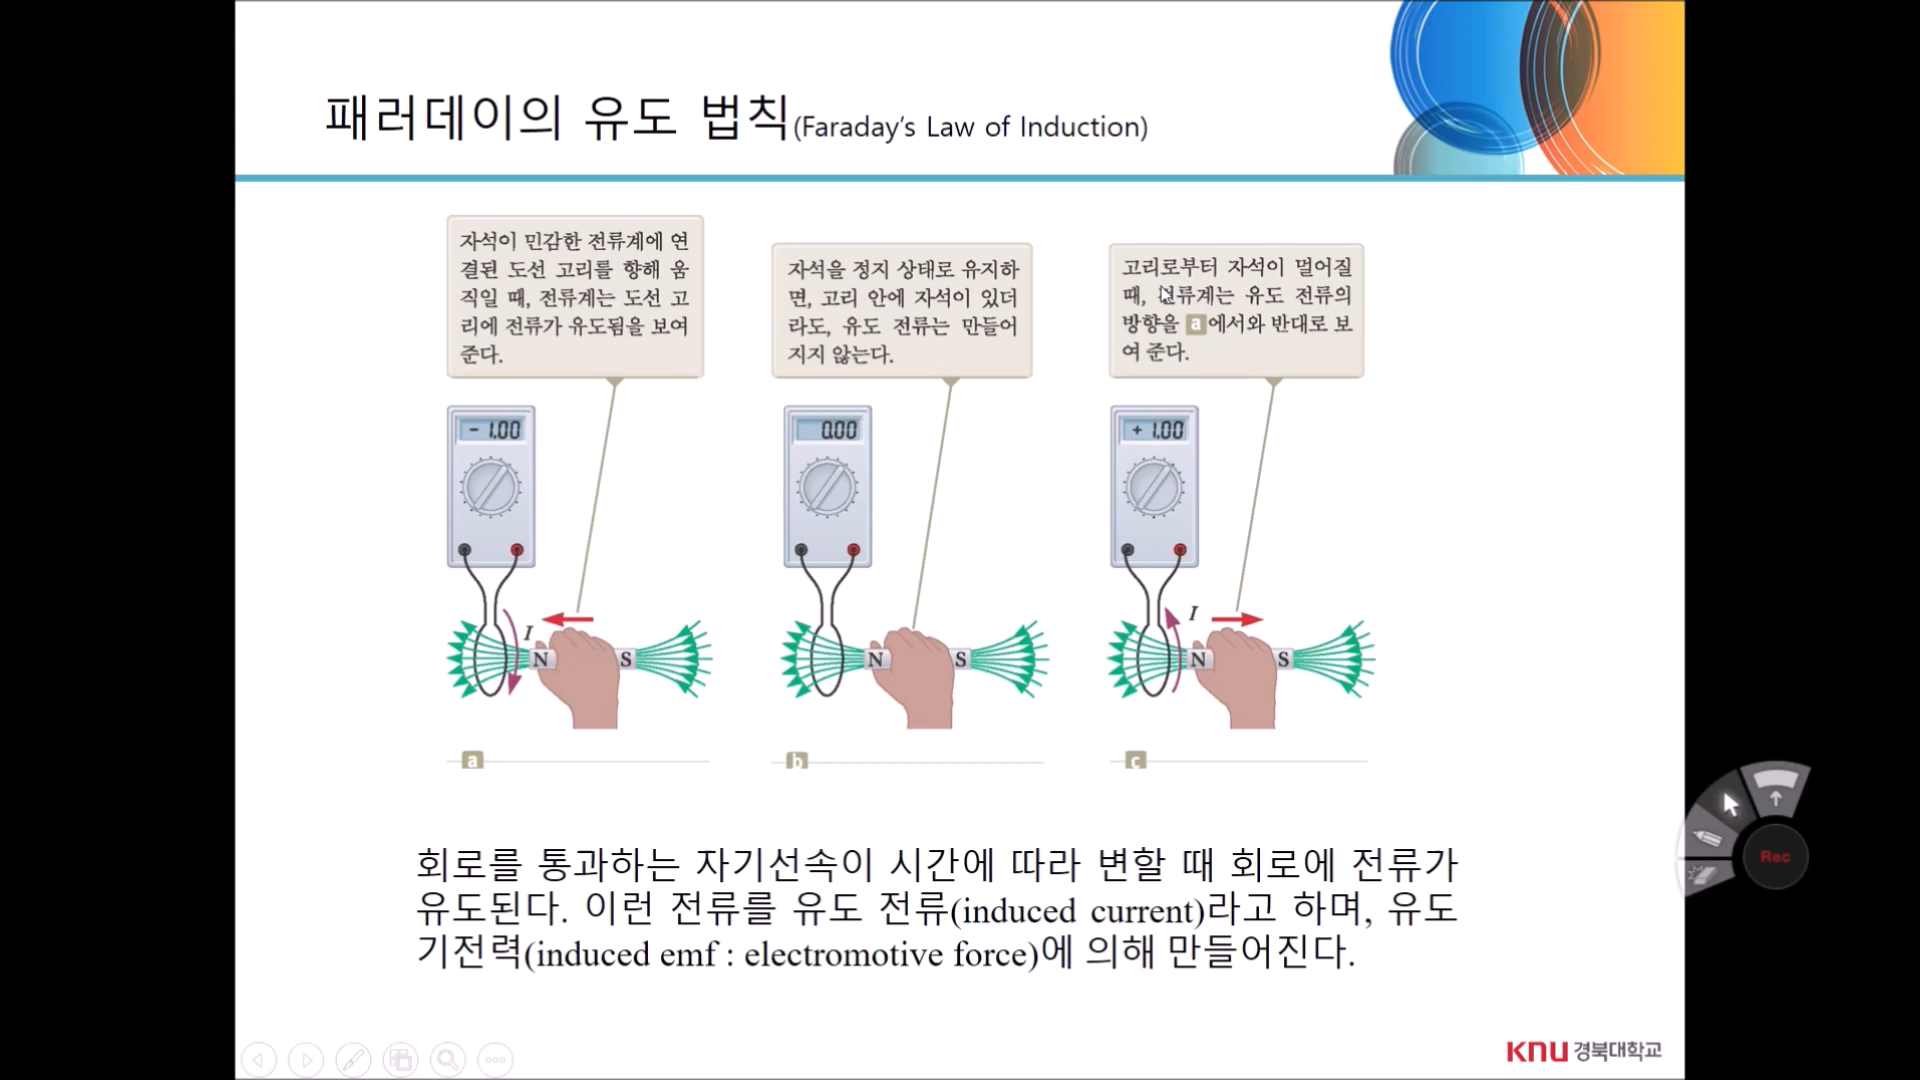 패러데이의 유도 법칙(Faraday's Law of Induction)
자석이 민감한 전류계에 연
결된 도선 고리를 향해 움
직일 때, 전류계는 도선 고
리에 전류가 유도됨을 보여
준다.
자석을 정지 상태로 유지하
면, 고리 안에 자석이 있더
라도, 유도 전류는 만들어
지지 않는다.
고리로부터 자석이 멀어질
때, 전류계는 유도 전류의
방향을 a에서와 반대로 보
여 준다.
- 1.00
0.00
+ 1.00
I
N
S
N
S
I
N
S
a
b
c
회로를 통과하는 자기선속이 시간에 따라 변할 때 회로에 전류가
유도된다. 이런 전류를 유도 전류(induced current)라고 하며, 유도
기전력(induced emf : electromotive force)에 의해 만들어진다.
Rec
KNU 경북대학교